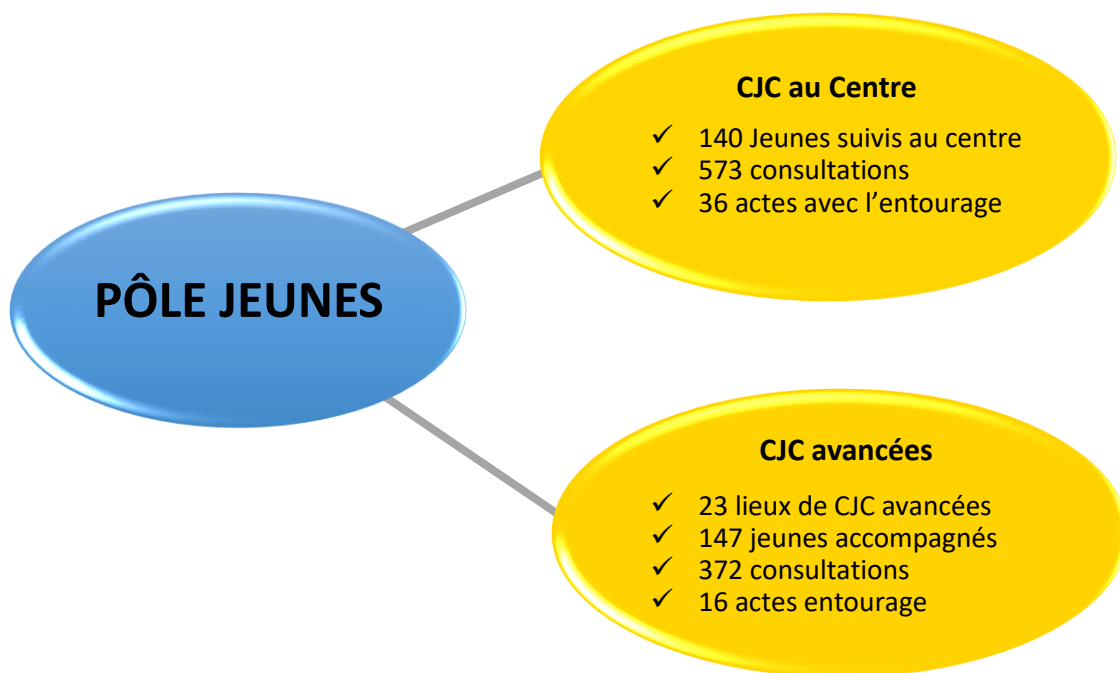 PÔLE JEUNES
CJC au Centre
✓ 140 Jeunes suivis au centre
✓ 573 consultations
✓ 36 actes avec l’entourage
CJC avancées
✓ 23 lieux de CJC avancées
✓ 147 jeunes accompagnés
✓ 372 consultations
✓ 16 actes entourage